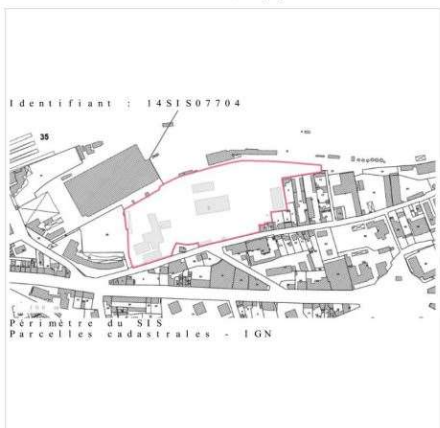 Identifiant : 14SIS07704
35
Périmètre du SIS
Parcelles cadastrales - IGN